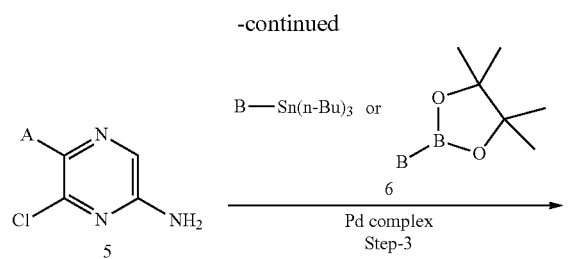 -continued
B—Sn(n-Bu)3 or
O
B
O
B
6
A
N
Cl
N
NH2
5
Pd complex
Step-3